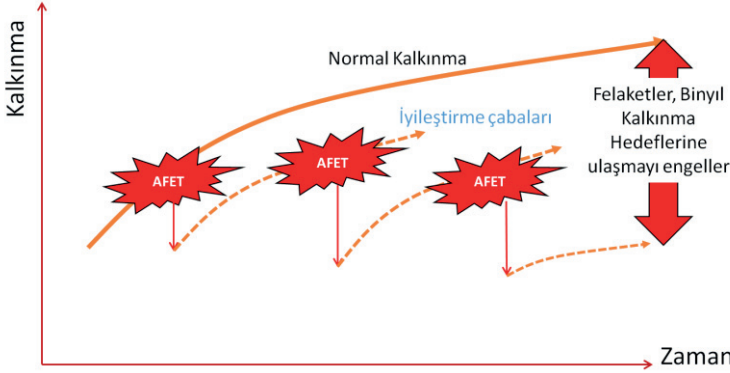 Kalkınma
Normal Kalkınma
İyileştirme çabaları
AFET
AFET
AFET
Felaketler, Binyıl
Kalkınma
Hedeflerine
ulaşmayı engeller
Zaman